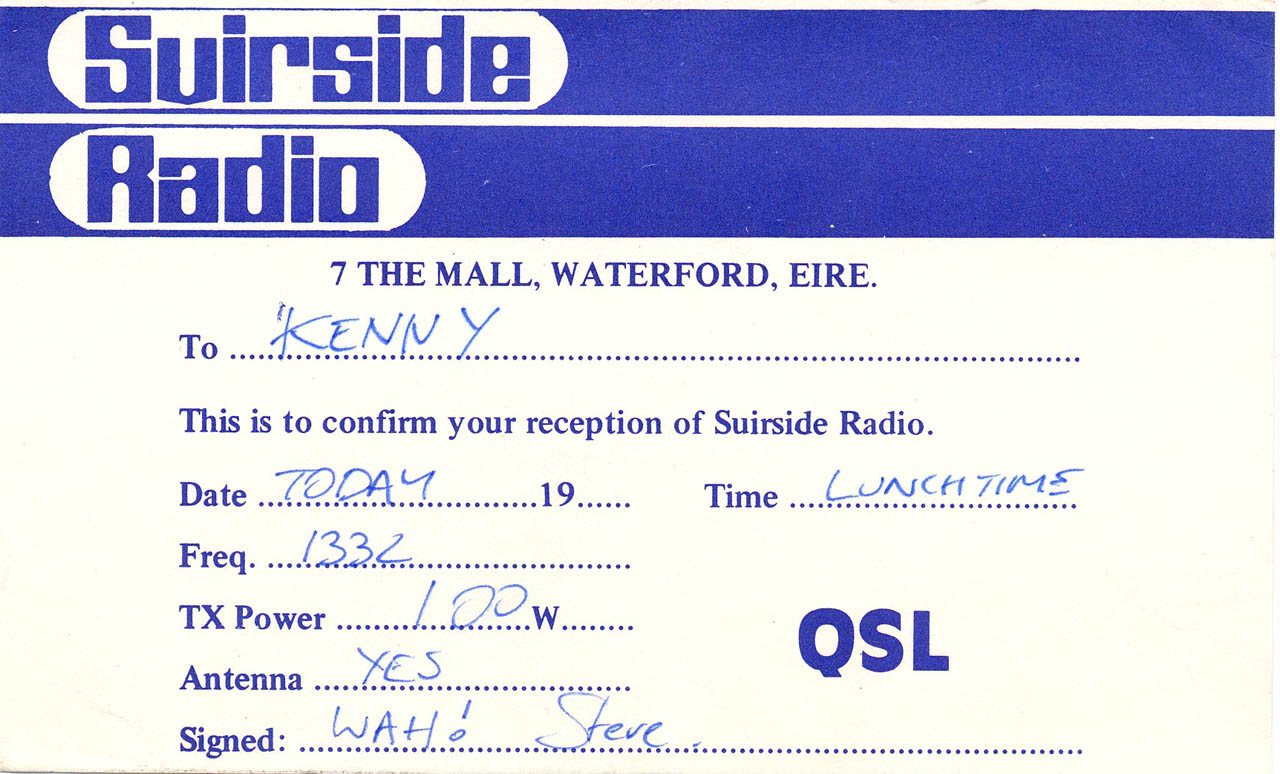 Suirside
Radio
7 THE MALL, WATERFORD, EIRE.
To ..... KENNY .....
This is to confirm your reception of Suirside Radio.
Date ..... TODAY ..... 19...... Time ..... LUNCHTIME
Freq. ..... 1332 .....
TX Power ..... 100 W........
QSL
Antenna ..... YES .....
Signed: ..... WAH! Steve. .....